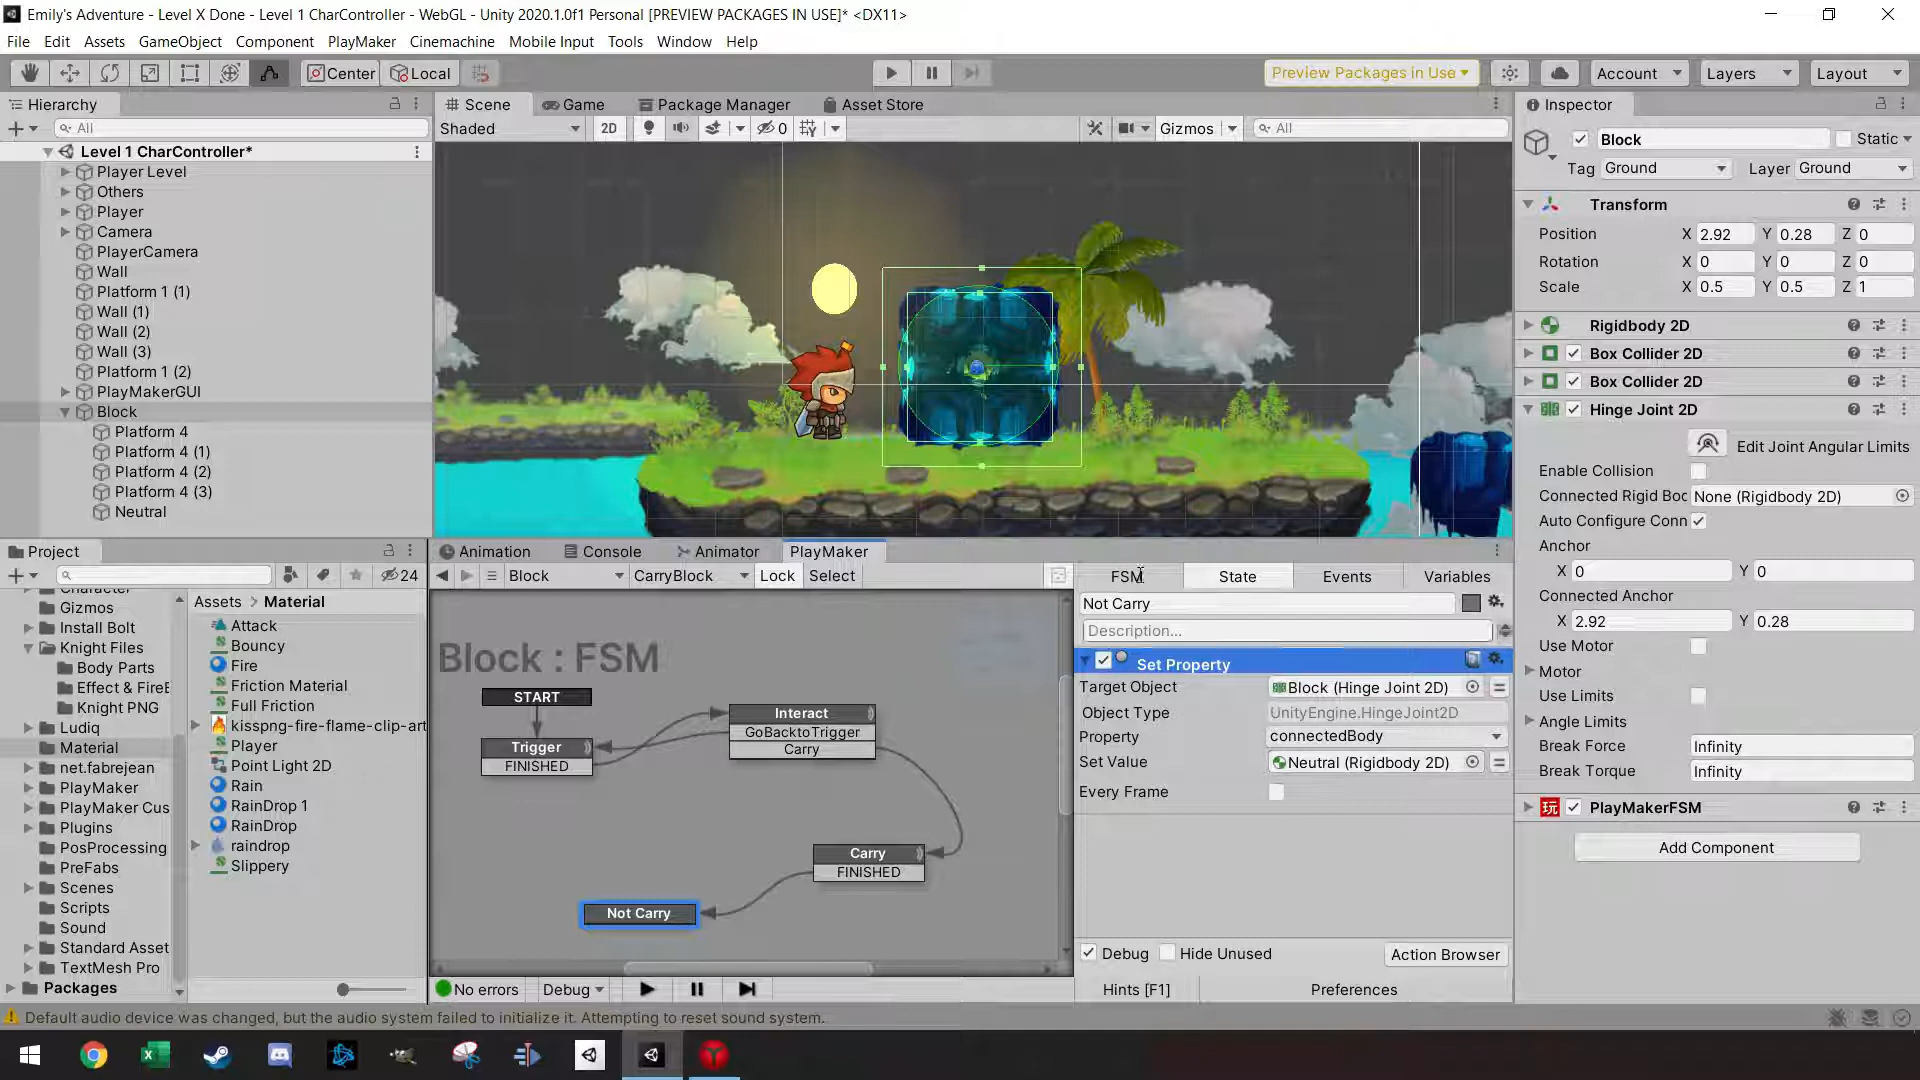 Emily's Adventure - Level X Done - Level 1 CharController - WebGL - Unity 2020.1.0f1 Personal [PREVIEW PACKAGES IN USE]* <DX11>
File Edit Assets GameObject Component PlayMaker Cinemachine Mobile Input Tools Window Help
Center Local Preview Packages in Use Account Layers Layout
Hierarchy
All
Level 1 CharController*
Player Level
Others
Player
Camera
PlayerCamera
Wall
Platform 1 (1)
Wall (1)
Wall (2)
Wall (3)
Platform 1 (2)
PlayMakerGUI
Block
Platform 4
Platform 4 (1)
Platform 4 (2)
Platform 4 (3)
Neutral
Scene Game Package Manager Asset Store
Shaded 2D 0 Gizmos All
Inspector
Block Static
Tag Ground Layer Ground
Transform
Position X 2.92 Y 0.28 Z 0
Rotation X 0 Y 0 Z 0
Scale X 0.5 Y 0.5 Z 1
Rigidbody 2D
Box Collider 2D
Box Collider 2D
Hinge Joint 2D
Edit Joint Angular Limits
Enable Collision
Connected Rigid Boc None (Rigidbody 2D)
Auto Configure Conn
Anchor
X 0 Y 0
Connected Anchor
X 2.92 Y 0.28
Use Motor
Motor
Use Limits
Angle Limits
Break Force Infinity
Break Torque Infinity
PlayMakerFSM
Add Component
Project
24
Character
Gizmos
Install Bolt
Knight Files
Body Parts
Effect & FireE
Knight PNG
Ludiq
Material
net.fabrejean
PlayMaker
PlayMaker Cus
Plugins
PosProcessing
PreFabs
Scenes
Scripts
Sound
Standard Asset
TextMesh Pro
Packages
Assets > Material
Attack
Bouncy
Fire
Friction Material
Full Friction
kisspng-fire-flame-clip-art
Player
Point Light 2D
Rain
RainDrop 1
RainDrop
raindrop
Slippery
Animation Console Animator PlayMaker
Block CarryBlock Lock Select
Block : FSM
START
Trigger
FINISHED
Interact
GoBacktoTrigger
Carry
Carry
FINISHED
Not Carry
No errors Debug
FSM State Events Variables
Not Carry
Description...
Set Property
Target Object Block (Hinge Joint 2D)
Object Type UnityEngine.HingeJoint2D
Property connectedBody
Set Value Neutral (Rigidbody 2D)
Every Frame
Debug Hide Unused Action Browser
Hints [F1] Preferences
Default audio device was changed, but the audio system failed to initialize it. Attempting to reset sound system.